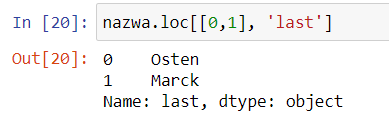 In [20]: nazwa.loc[[0,1], 'last']
Out[20]: 0    Osten
1    Marck
Name: last, dtype: object